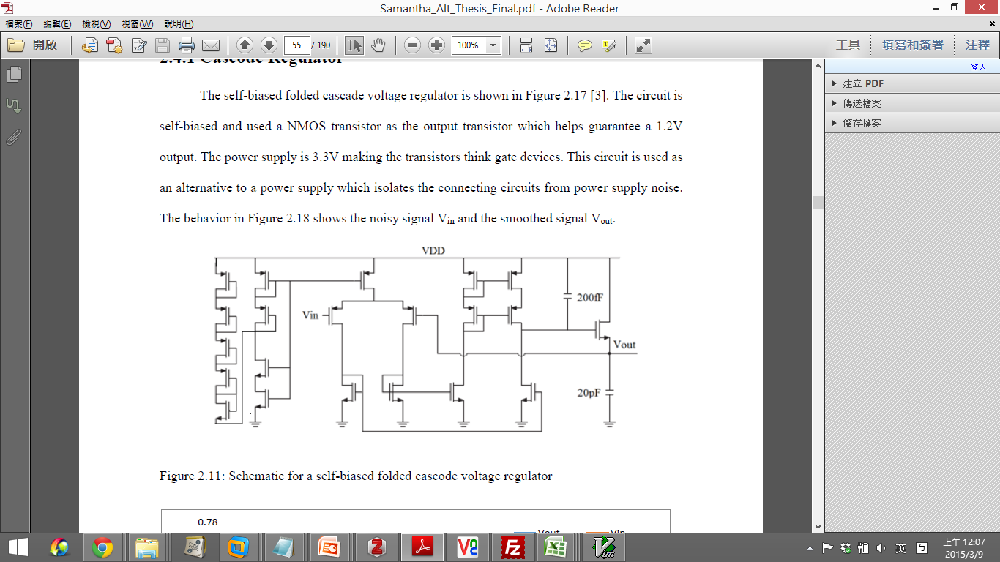 Samantha_Alt_Thesis_Final.pdf - Adobe Reader
檔案(F) 編輯(E) 檢視(V) 視窗(W) 說明(H)
開啟 55 / 190 100% 工具 填寫和簽署 注釋
登入
建立 PDF
傳送檔案
儲存檔案
2.4.1 Cascode Regulator
The self-biased folded cascade voltage regulator is shown in Figure 2.17 [3]. The circuit is
self-biased and used a NMOS transistor as the output transistor which helps guarantee a 1.2V
output. The power supply is 3.3V making the transistors think gate devices. This circuit is used as
an alternative to a power supply which isolates the connecting circuits from power supply noise.
The behavior in Figure 2.18 shows the noisy signal Vin and the smoothed signal Vout.
VDD
200fF
Vin
Vout
20pF
Figure 2.11: Schematic for a self-biased folded cascode voltage regulator
0.78
Vout Vin
英
上午 12:07
2015/3/9